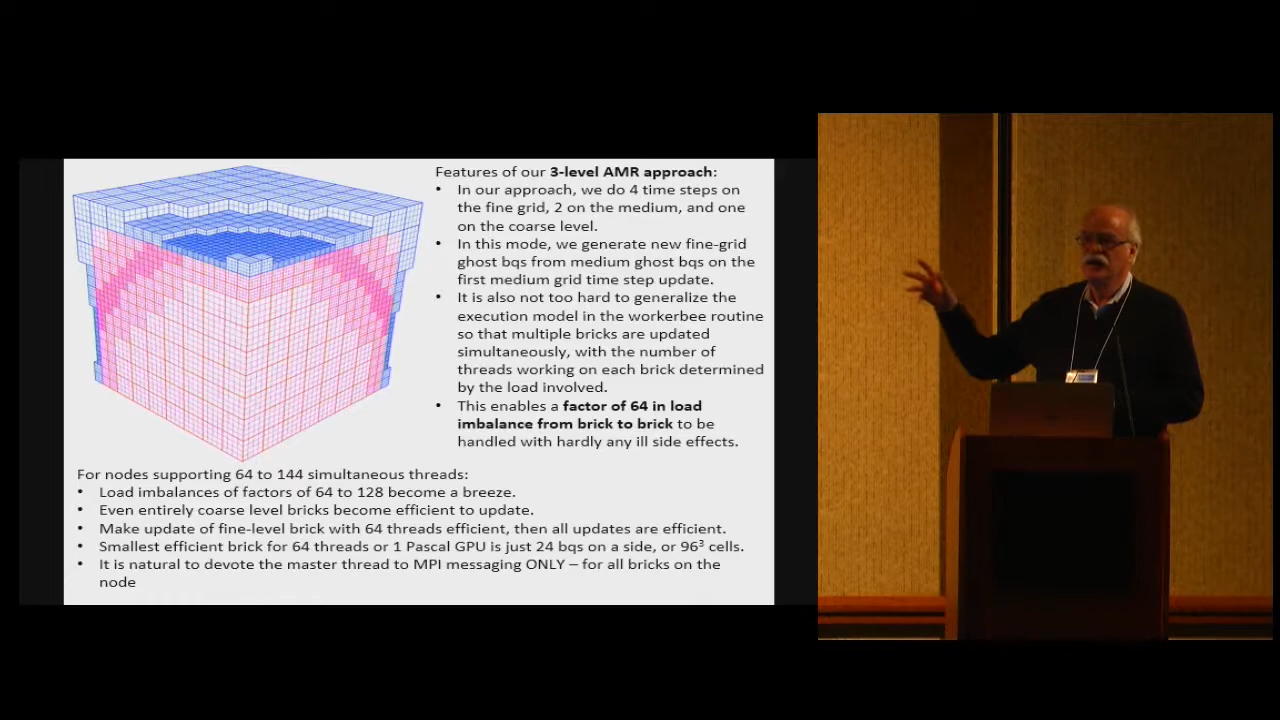 Features of our 3-level AMR approach:
• In our approach, we do 4 time steps on
the fine grid, 2 on the medium, and one
on the coarse level.
• In this mode, we generate new fine-grid
ghost bqs from medium ghost bqs on the
first medium grid time step update.
• It is also not too hard to generalize the
execution model in the workerbee routine
so that multiple bricks are updated
simultaneously, with the number of
threads working on each brick determined
by the load involved.
• This enables a factor of 64 in load
imbalance from brick to brick to be
handled with hardly any ill side effects.
For nodes supporting 64 to 144 simultaneous threads:
• Load imbalances of factors of 64 to 128 become a breeze.
• Even entirely coarse level bricks become efficient to update.
• Make update of fine-level brick with 64 threads efficient, then all updates are efficient.
• Smallest efficient brick for 64 threads or 1 Pascal GPU is just 24 bqs on a side, or 96³ cells.
• It is natural to devote the master thread to MPI messaging ONLY – for all bricks on the
node